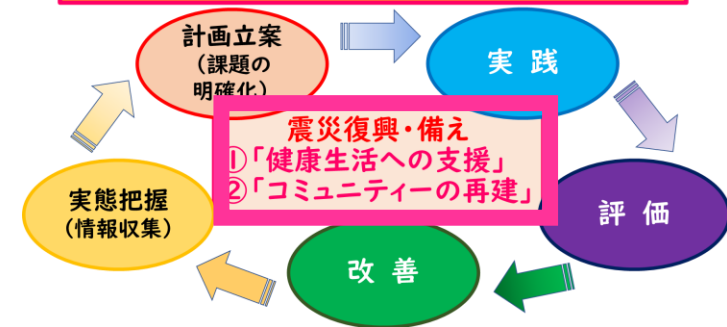 計画立案
(課題の
明確化)
実 践
震災復興・備え
①「健康生活への支援」
②「コミュニティーの再建」
実態把握
(情報収集)
評 価
改 善